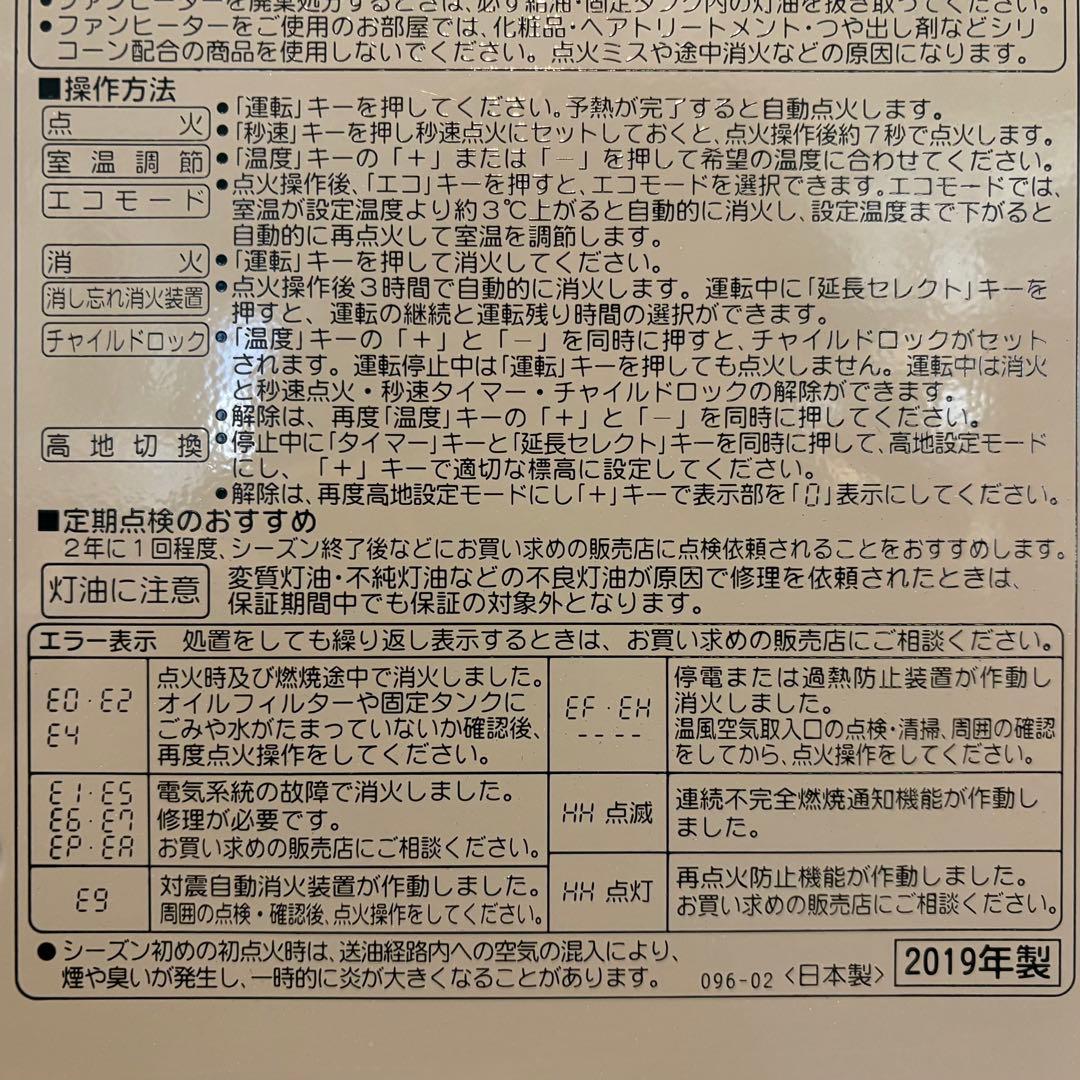 ●ファンヒーターを廃棄処分するときは、必ず給油・固定タンク内の灯油を抜き取ってください。
●ファンヒーターをご使用のお部屋では、化粧品・ヘアトリートメント・つや出し剤などシリ
コーン配合の商品を使用しないでください。点火ミスや途中消火などの原因になります。
■操作方法
点火 ●「運転」キーを押してください。予熱が完了すると自動点火します。
●「秒速」キーを押し秒速点火にセットしておくと、点火操作後約7秒で点火します。
室温調節 ●「温度」キーの「+」または「-」を押して希望の温度に合わせてください。
エコモード ●点火操作後、「エコ」キーを押すと、エコモードを選択できます。エコモードでは、
室温が設定温度より約3℃上がると自動的に消火し、設定温度まで下がると
自動的に再点火して室温を調節します。
消火 ●「運転」キーを押して消火してください。
消し忘れ消火装置 ●点火操作後3時間で自動的に消火します。運転中に「延長セレクト」キーを
押すと、運転の継続と運転残り時間の選択ができます。
チャイルドロック ●「温度」キーの「+」と「-」を同時に押すと、チャイルドロックがセット
されます。運転停止中は「運転」キーを押しても点火しません。運転中は消火
と秒速点火・秒速タイマー・チャイルドロックの解除ができます。
●解除は、再度「温度」キーの「+」と「-」を同時に押してください。
高地切換 ●停止中に「タイマー」キーと「延長セレクト」キーを同時に押して、高地設定モード
にし、「+」キーで適切な標高に設定してください。
●解除は、再度高地設定モードにし「+」キーで表示部を「0」表示にしてください。
■定期点検のおすすめ
2年に1回程度、シーズン終了後などにお買い求めの販売店に点検依頼されることをおすすめします。
灯油に注意 変質灯油・不純灯油などの不良灯油が原因で修理を依頼されたときは、
保証期間中でも保証の対象外となります。
エラー表示 処置をしても繰り返し表示するときは、お買い求めの販売店にご相談ください。
E0・E2
E4
点火時及び燃焼途中で消火しました。
オイルフィルターや固定タンクに
ごみや水がたまっていないか確認後、
再度点火操作をしてください。
EF・EH
----
停電または過熱防止装置が作動し
消火しました。
温風空気取入口の点検・清掃、周囲の確認
をしてから、点火操作をしてください。
E1・E5
E6・E7
EP・EA
電気系統の故障で消火しました。
修理が必要です。
お買い求めの販売店にご相談ください。
HH 点滅
連続不完全燃焼通知機能が作動し
ました。
E9
対震自動消火装置が作動しました。
周囲の点検・確認後、点火操作をしてください。
HH 点灯
再点火防止機能が作動しました。
お買い求めの販売店にご相談ください。
●シーズン初めの初点火時は、送油経路内への空気の混入により、
煙や臭いが発生し、一時的に炎が大きくなることがあります。
096-02 〈日本製〉
2019年製